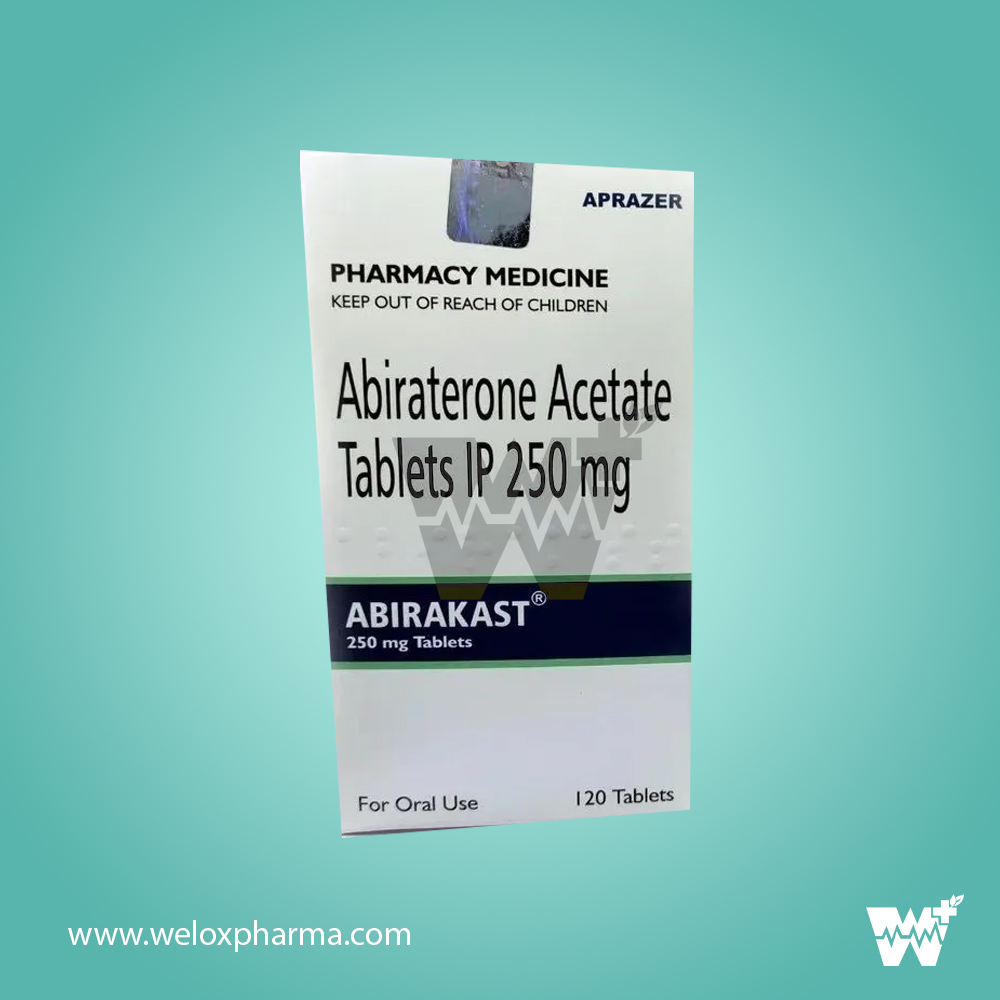 APRAZER
PHARMACY MEDICINE
KEEP OUT OF REACH OF CHILDREN
Abiraterone Acetate
Tablets IP 250 mg
ABIRAKAST®
250 mg Tablets
For Oral Use
120 Tablets
www.weloxpharma.com